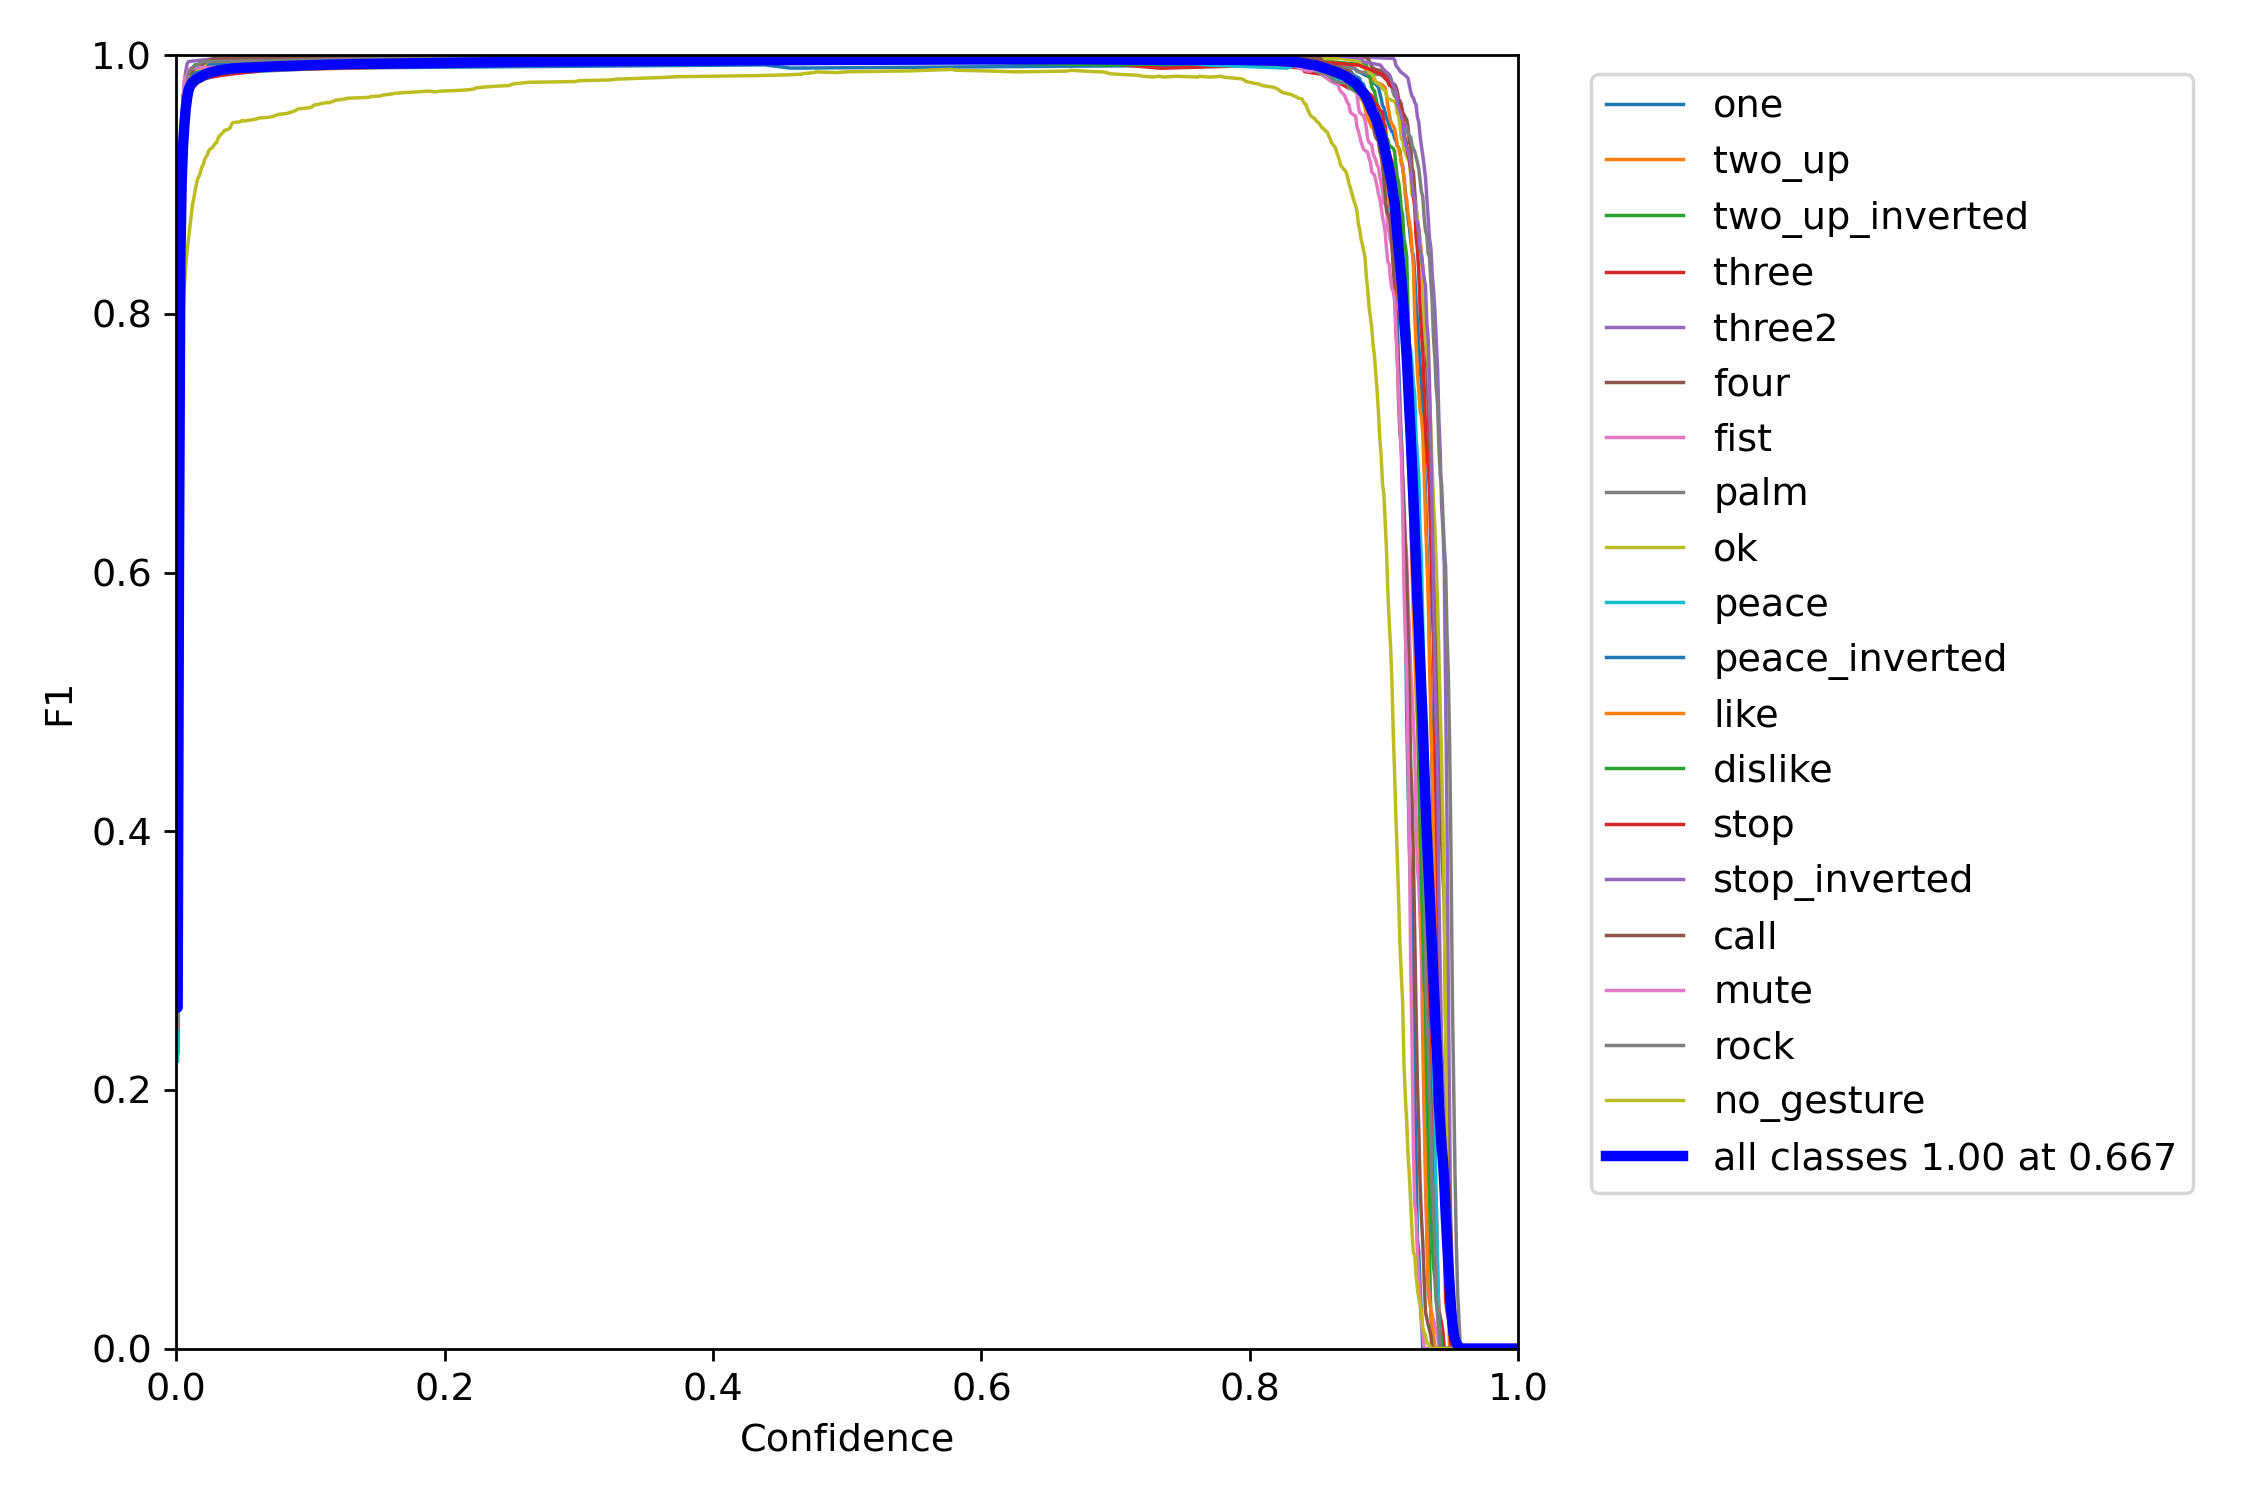 1.0
0.8
0.6
0.4
0.2
0.0
F1
0.0 0.2 0.4 0.6 0.8 1.0
Confidence
one
two_up
two_up_inverted
three
three2
four
fist
palm
ok
peace
peace_inverted
like
dislike
stop
stop_inverted
call
mute
rock
no_gesture
all classes 1.00 at 0.667